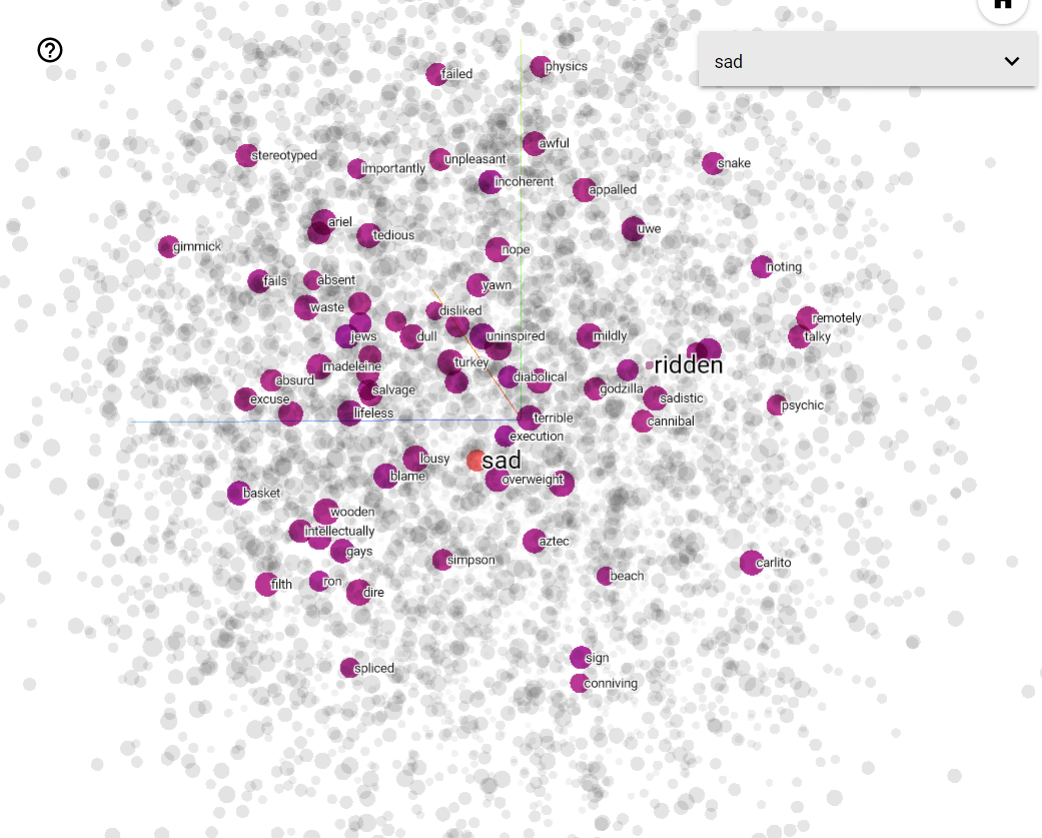 sad
failed
physics
awful
stereotyped
unpleasant
importantly
snake
incoherent
appalled
ariel
uwe
tedious
gimmick
nope
noting
fails
absent
yawn
waste
disliked
remotely
jews
dull
uninspired
mildly
talky
turkey
ridden
madeleine
absurd
diabolical
salvage
godzilla
excuse
sadistic
psychic
lifeless
terrible
cannibal
execution
lousy
sad
blame
overweight
basket
wooden
intellectually
aztec
gays
simpson
Carlito
beach
filth
ron
dire
sign
spliced
conniving